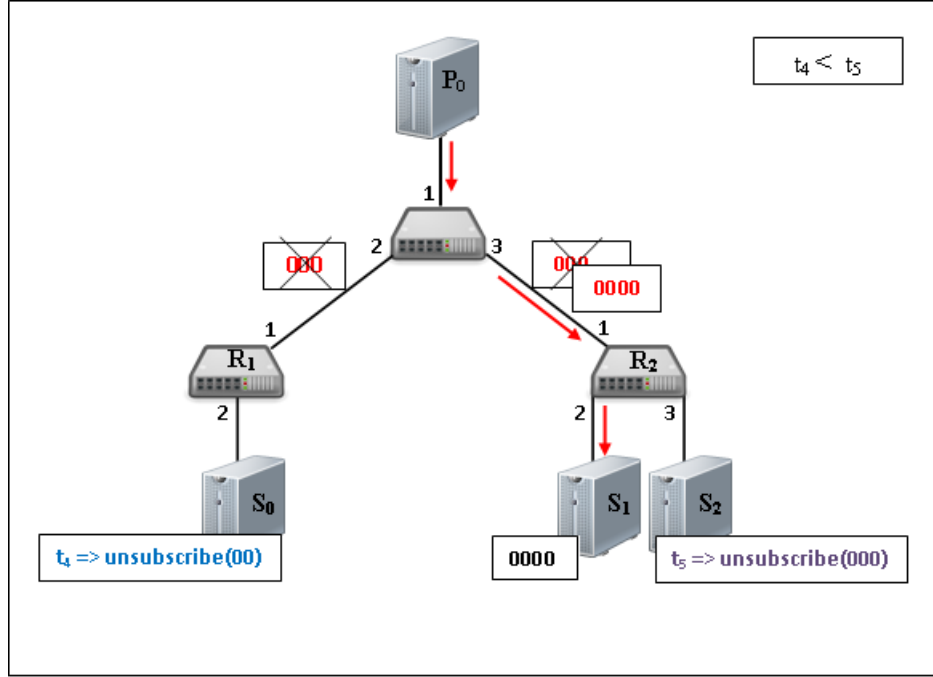 P₀
t₄ < t₅
1
2
3
000
000
0000
1
1
R₁
R₂
2
2
3
S₀
S₁
S₂
t₄ => unsubscribe(00)
0000
t₅ => unsubscribe(000)